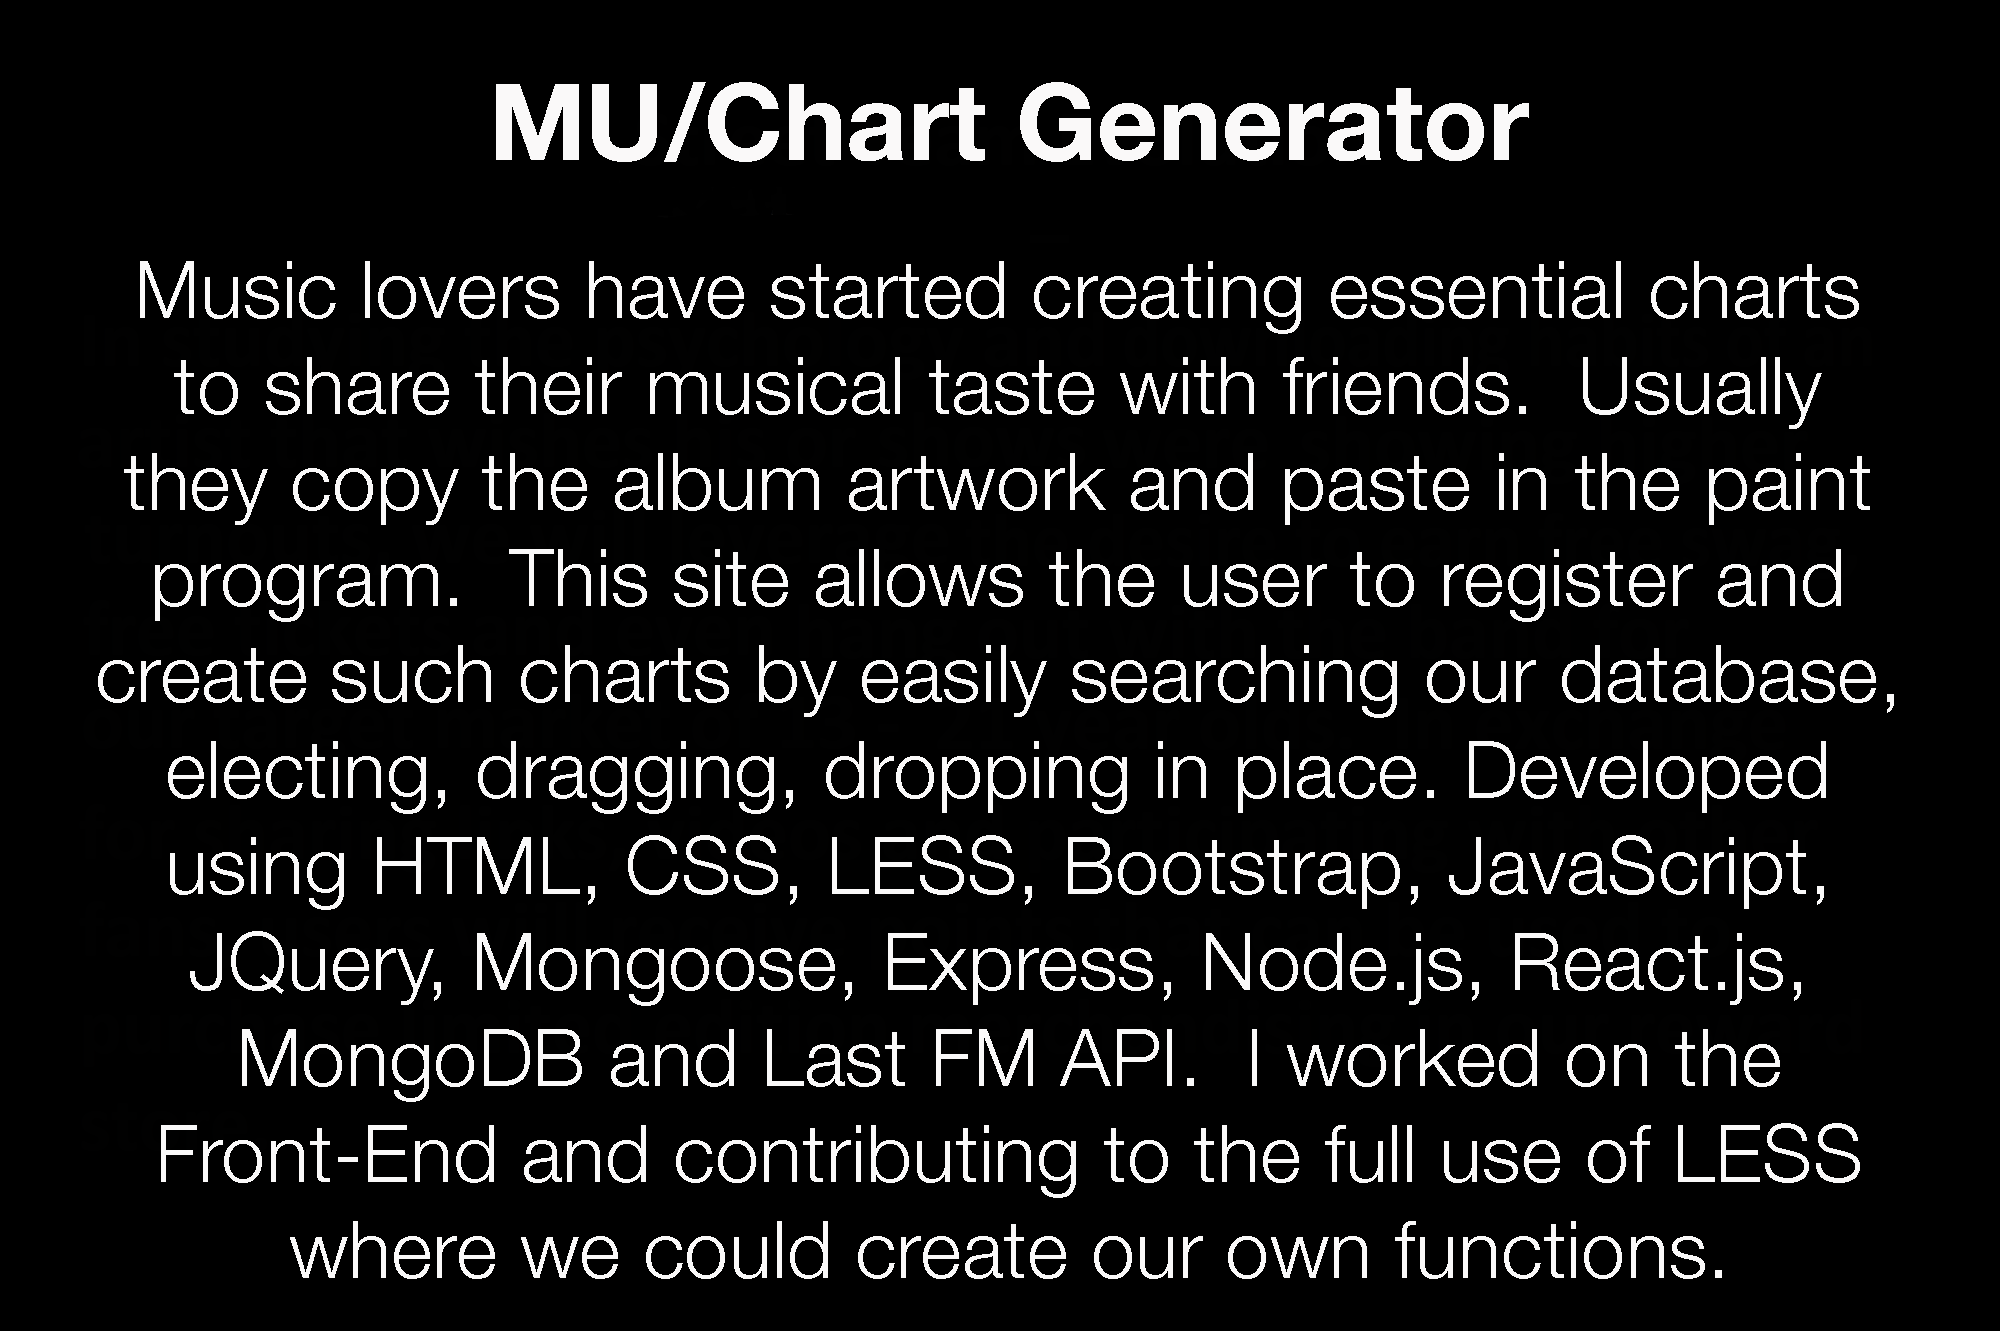 MU/Chart Generator
Music lovers have started creating essential charts
to share their musical taste with friends.  Usually
they copy the album artwork and paste in the paint
program.  This site allows the user to register and
create such charts by easily searching our database,
electing, dragging, dropping in place. Developed
using HTML, CSS, LESS, Bootstrap, JavaScript,
JQuery, Mongoose, Express, Node.js, React.js,
MongoDB and Last FM API.  I worked on the
Front-End and contributing to the full use of LESS
where we could create our own functions.